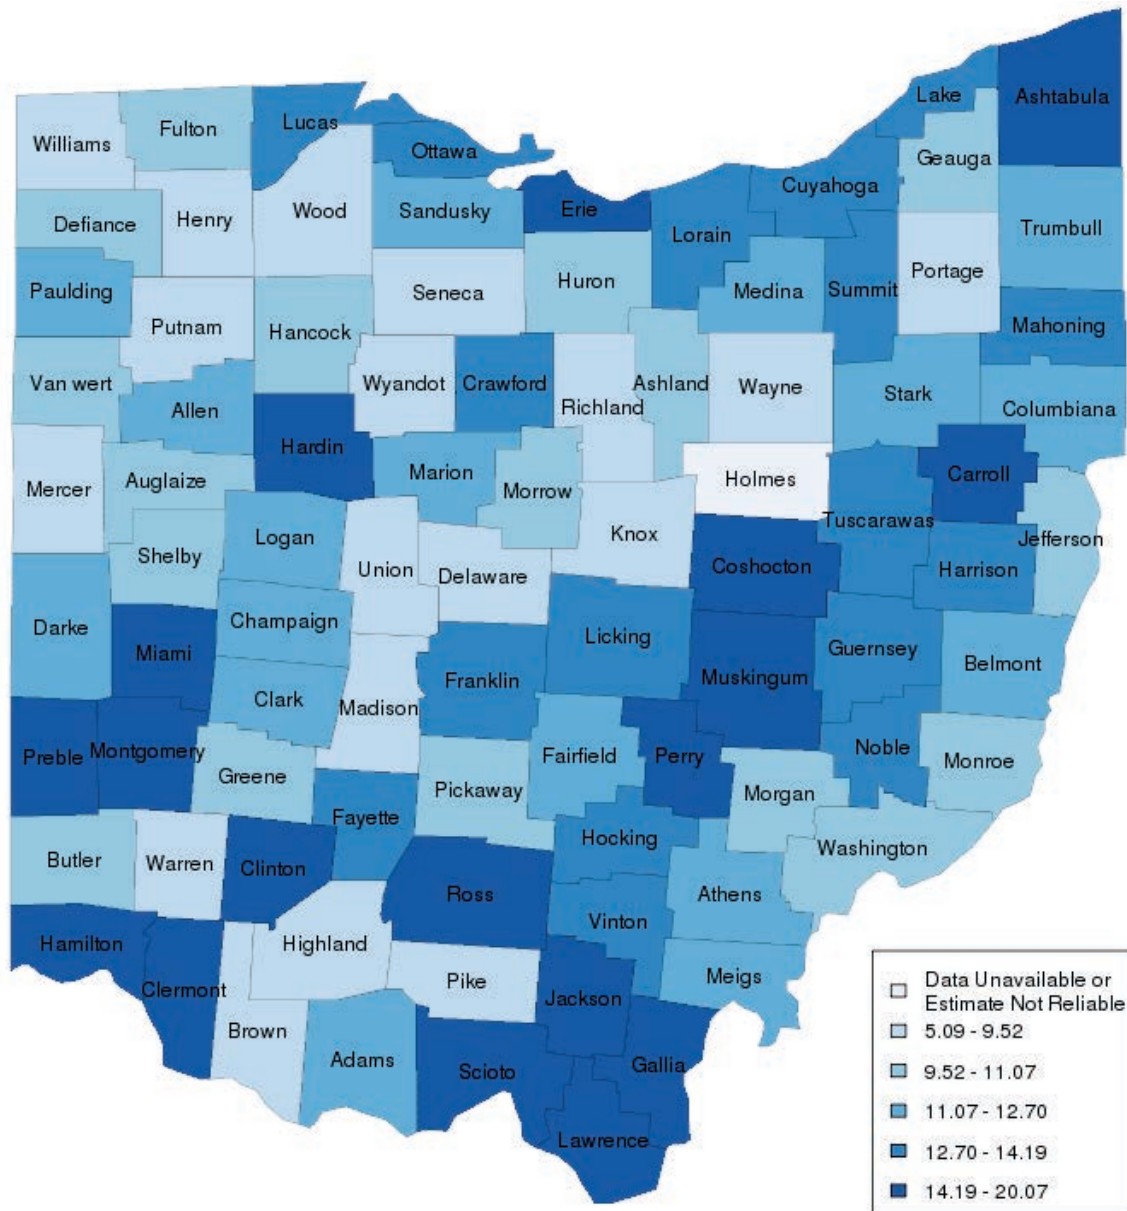 Lake
Ashtabula
Williams
Fulton
Lucas
Ottawa
Geauga
Cuyahoga
Defiance
Henry
Wood
Sandusky
Erie
Lorain
Trumbull
Paulding
Putnam
Hancock
Seneca
Huron
Medina
Summit
Portage
Mahoning
Van wert
Allen
Wyandot
Crawford
Richland
Ashland
Wayne
Stark
Columbiana
Mercer
Auglaize
Hardin
Marion
Morrow
Holmes
Carroll
Shelby
Logan
Union
Delaware
Knox
Coshocton
Tuscarawas
Harrison
Jefferson
Darke
Miami
Champaign
Clark
Madison
Franklin
Licking
Muskingum
Guernsey
Belmont
Preble
Montgomery
Greene
Fayette
Pickaway
Fairfield
Perry
Morgan
Noble
Monroe
Butler
Warren
Clinton
Ross
Hocking
Athens
Washington
Hamilton
Clermont
Highland
Pike
Vinton
Jackson
Meigs
Brown
Adams
Scioto
Gallia
Lawrence
Data Unavailable or
Estimate Not Reliable
5.09 - 9.52
9.52 - 11.07
11.07 - 12.70
12.70 - 14.19
14.19 - 20.07